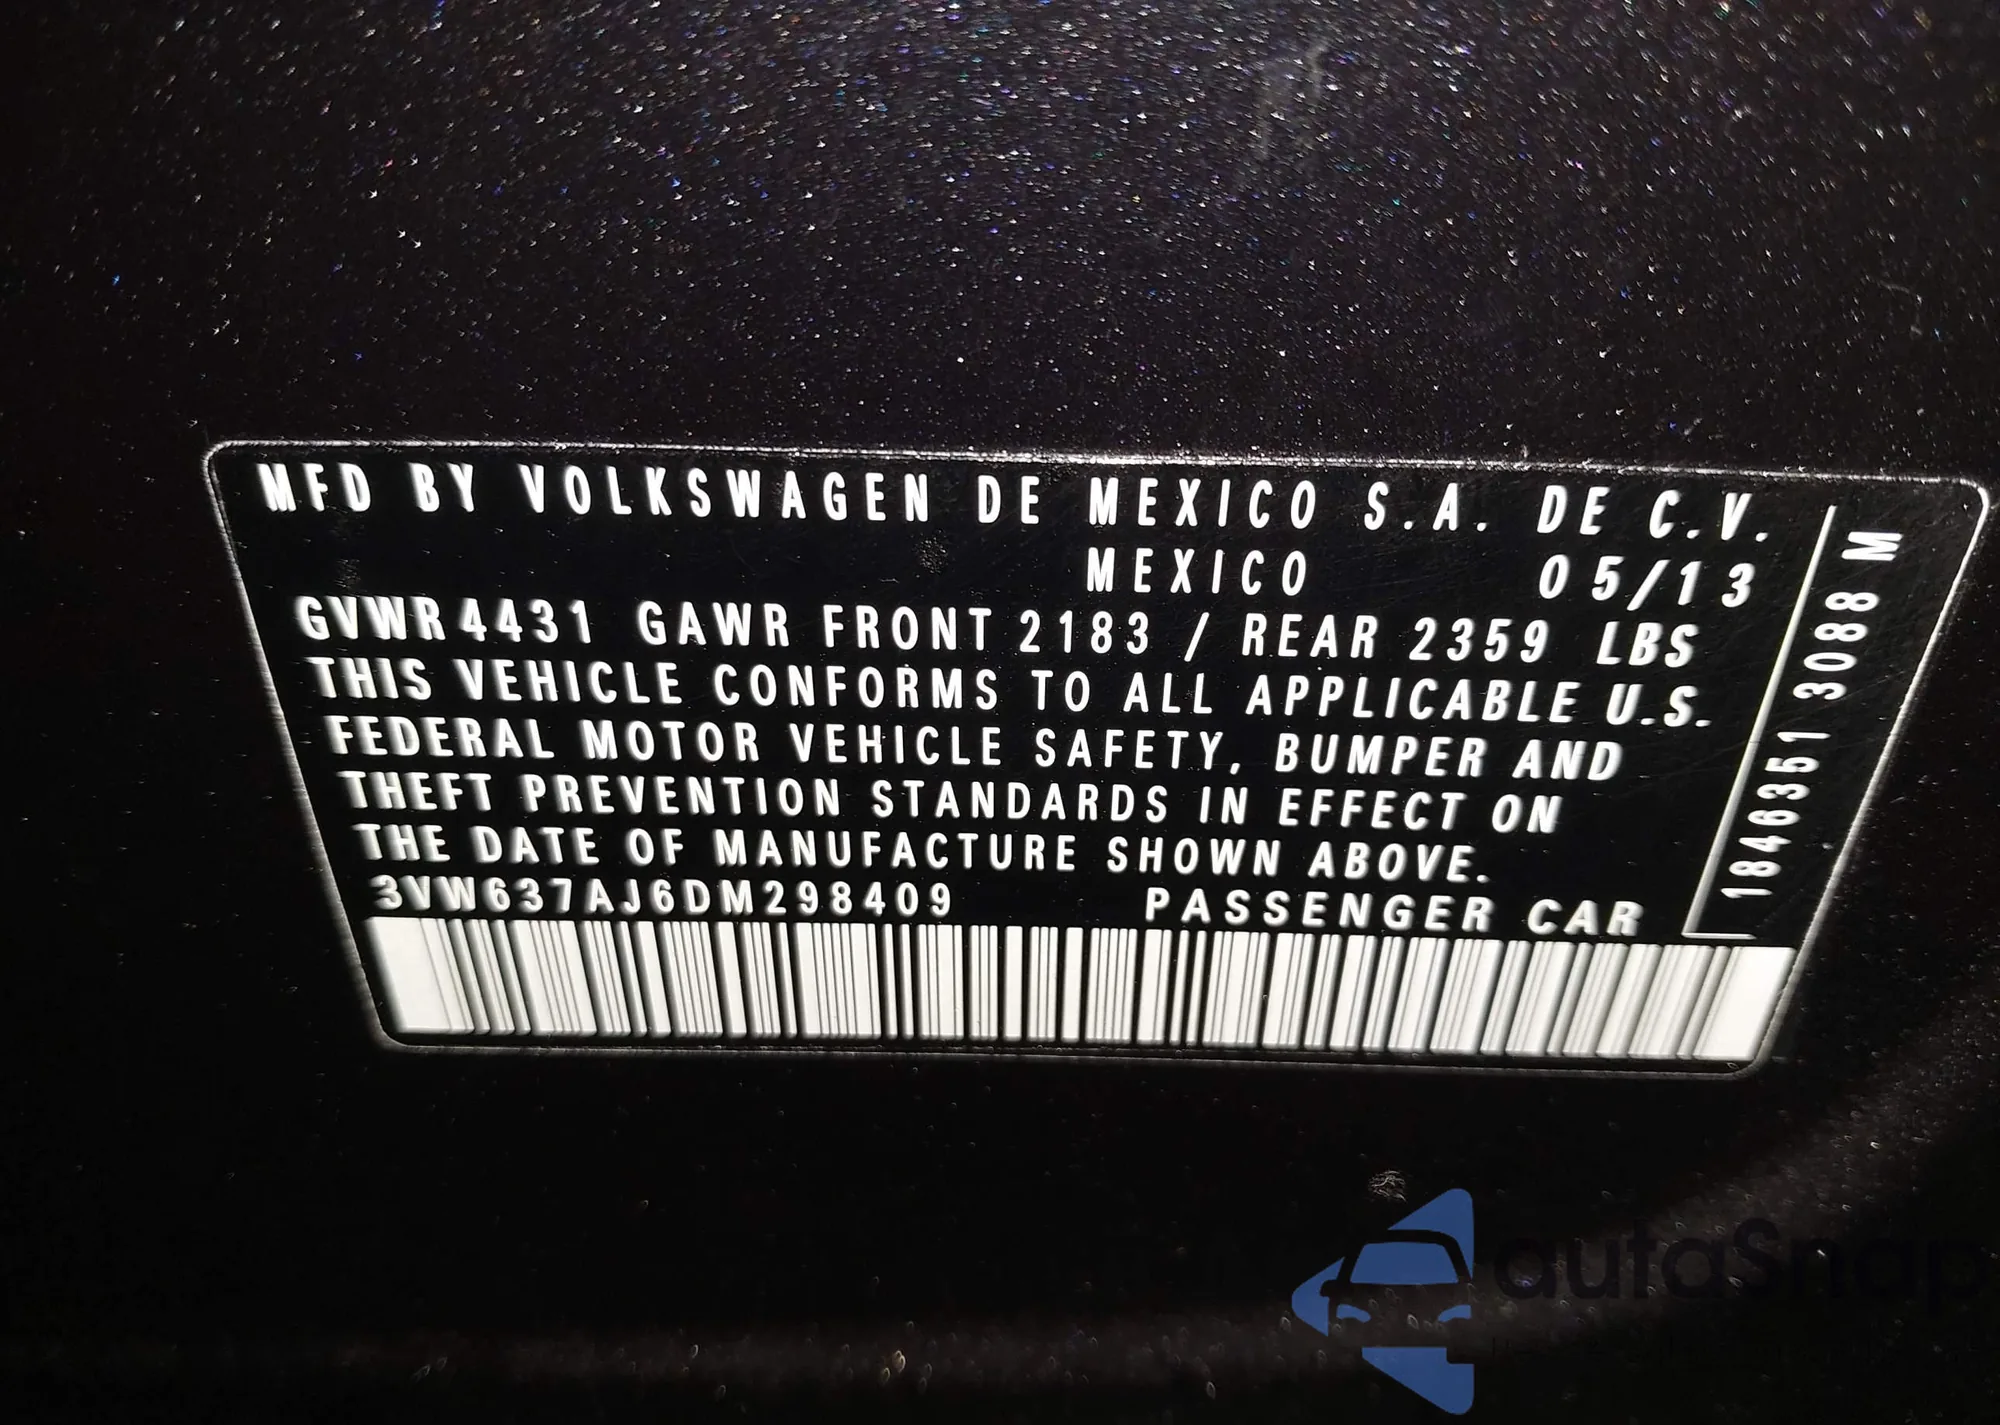 MFD BY VOLKSWAGEN DE MEXICO S.A. DE C.V.
MEXICO 05/13
GVWR 4431 GAWR FRONT 2183 / REAR 2359 LBS
THIS VEHICLE CONFORMS TO ALL APPLICABLE U.S.
FEDERAL MOTOR VEHICLE SAFETY, BUMPER AND
THEFT PREVENTION STANDARDS IN EFFECT ON
THE DATE OF MANUFACTURE SHOWN ABOVE.
3VW637AJ6DM298409 PASSENGER CAR
1846351 3088 M
autoSnap